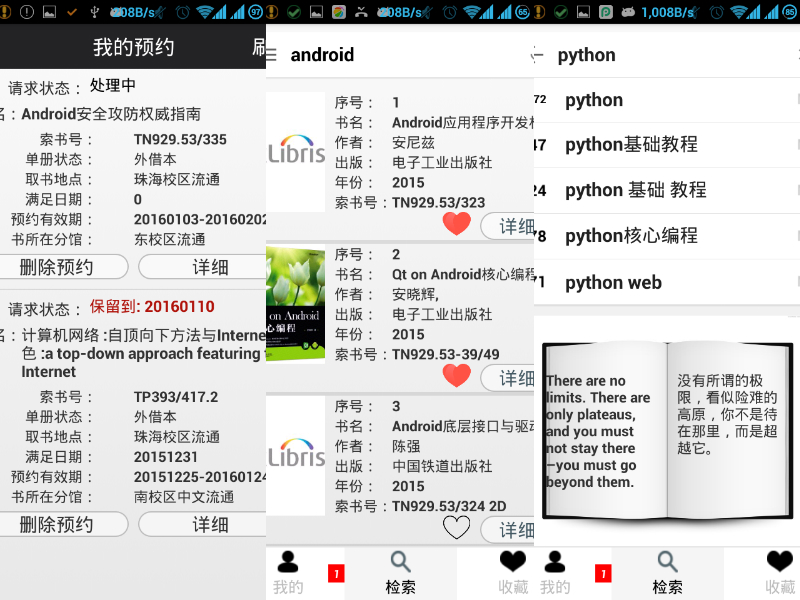 08B/s
97
我的预约
刷
请求状态： 处理中
名：Android安全攻防权威指南
索书号： TN929.53/335
单册状态： 外借本
取书地点： 珠海校区流通
满足日期： 0
预约有效期： 20160103-20160202
书所在分馆： 东校区流通
删除预约
详细
请求状态： 保留到: 20160110
名：计算机网络 :自顶向下方法与Interne
色 :a top-down approach featuring
Internet
索书号： TP393/417.2
单册状态： 外借本
取书地点： 珠海校区流通
满足日期： 20151231
预约有效期： 20151225-20160124
书所在分馆： 南校区中文流通
删除预约
详细
我的
08B/s
65
android
序号： 1
书名： Android应用程序开发
作者： 安尼兹
出版： 电子工业出版社
年份： 2015
索书号：TN929.53/323
Libris
详细
序号： 2
书名： Qt on Android核心编程
作者： 安晓辉,
出版： 电子工业出版社
年份： 2015
索书号：TN929.53-39/49
on Android
心编程
详细
序号： 3
书名： Android底层接口与驱动
作者： 陈强
出版： 中国铁道出版社
年份： 2015
索书号：TN929.53/324 2D
Libris
详细
我的
1
检索
收藏
1,008B/s
85
python
72 python
47 python基础教程
24 python 基础 教程
78 python核心编程
71 python web
There are no
limits. There are
only plateaus,
and you must
not stay there
–you must go
beyond them.
没有所谓的极
限，看似险难的
高原，你不是待
在那里，而是超
越它。
我的
1
检索
收藏